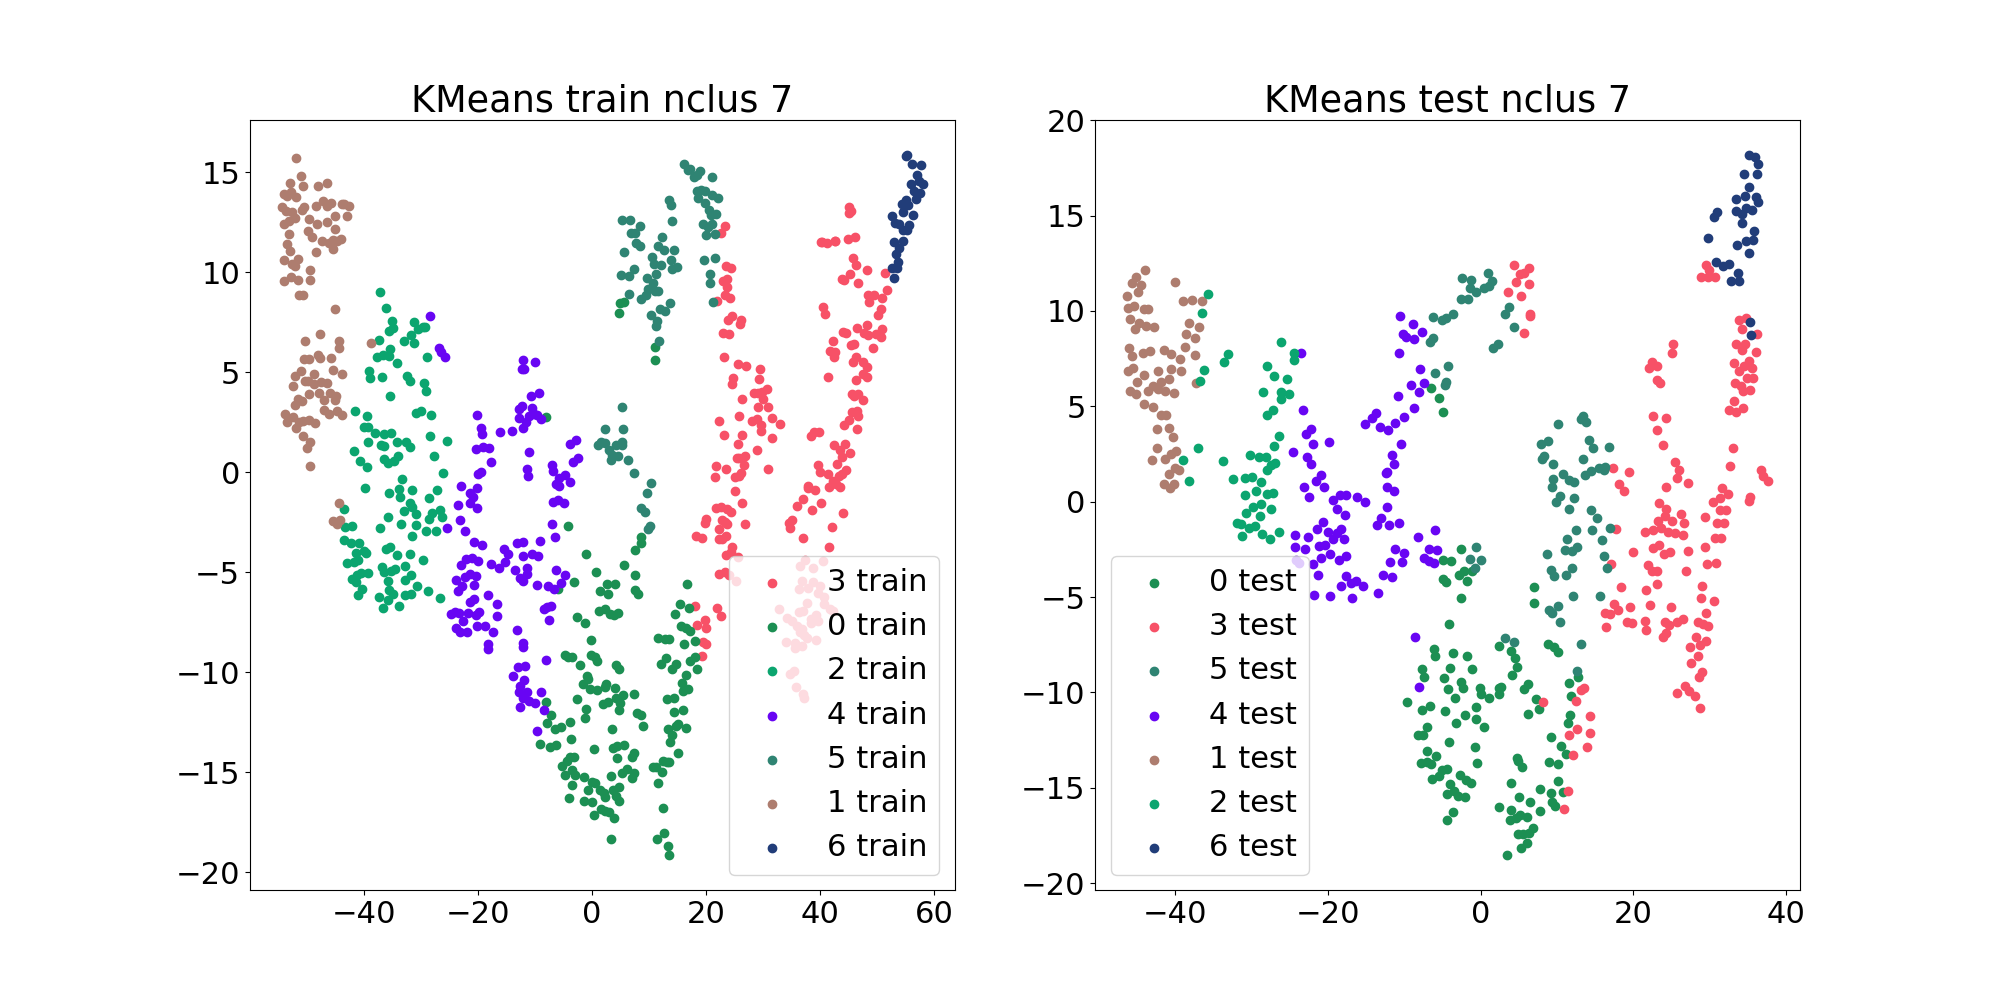 KMeans train nclus 7
15
10
5
0
−5
−10
−15
−20
−40
−20
0
20
40
60
3 train
0 train
2 train
4 train
5 train
1 train
6 train
KMeans test nclus 7
20
15
10
5
0
−5
−10
−15
−20
−40
−20
0
20
40
0 test
3 test
5 test
4 test
1 test
2 test
6 test